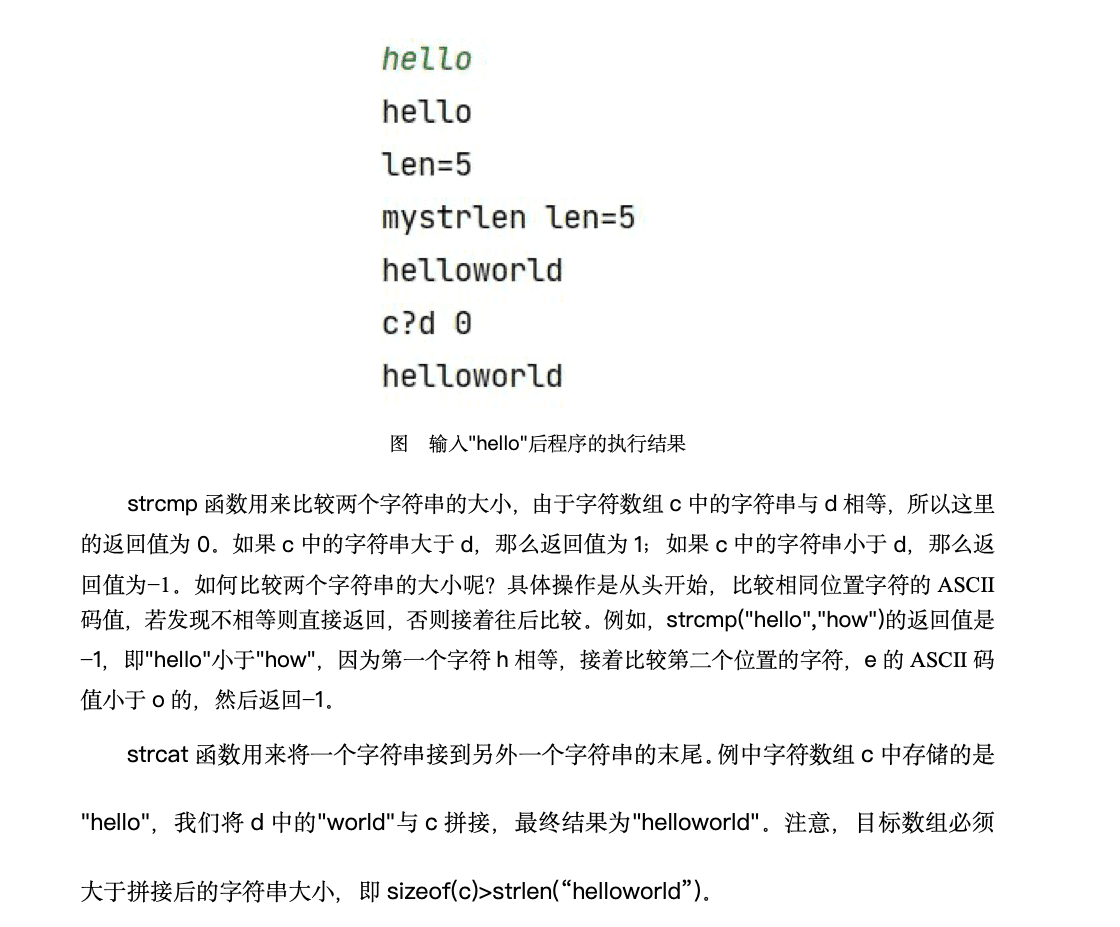 hello
hello
len=5
mystrlen len=5
helloworld
c?d 0
helloworld
图　输入"hello"后程序的执行结果
strcmp 函数用来比较两个字符串的大小，由于字符数组 c 中的字符串与 d 相等，所以这里
的返回值为 0。如果 c 中的字符串大于 d，那么返回值为 1；如果 c 中的字符串小于 d，那么返
回值为−1。如何比较两个字符串的大小呢？具体操作是从头开始，比较相同位置字符的 ASCII
码值，若发现不相等则直接返回，否则接着往后比较。例如，strcmp("hello","how")的返回值是
−1，即"hello"小于"how"，因为第一个字符 h 相等，接着比较第二个位置的字符，e 的 ASCII 码
值小于 o 的，然后返回−1。
strcat 函数用来将一个字符串接到另外一个字符串的末尾。例中字符数组 c 中存储的是
"hello"，我们将 d 中的"world"与 c 拼接，最终结果为"helloworld"。注意，目标数组必须
大于拼接后的字符串大小，即 sizeof(c)>strlen(“helloworld”)。